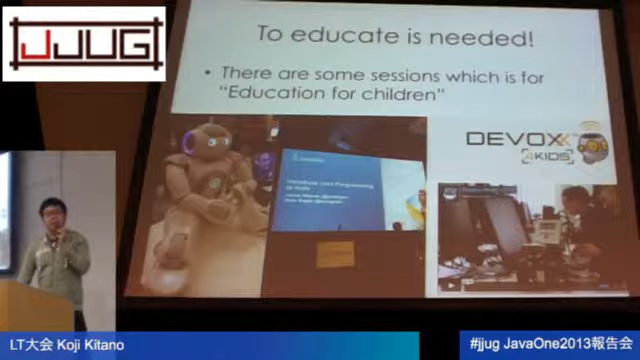 JJUG
To educate is needed!
• There are some sessions which is for
"Education for children"
DEVOXX
4KIDS
LT大会 Koji Kitano
#jjug JavaOne2013報告会